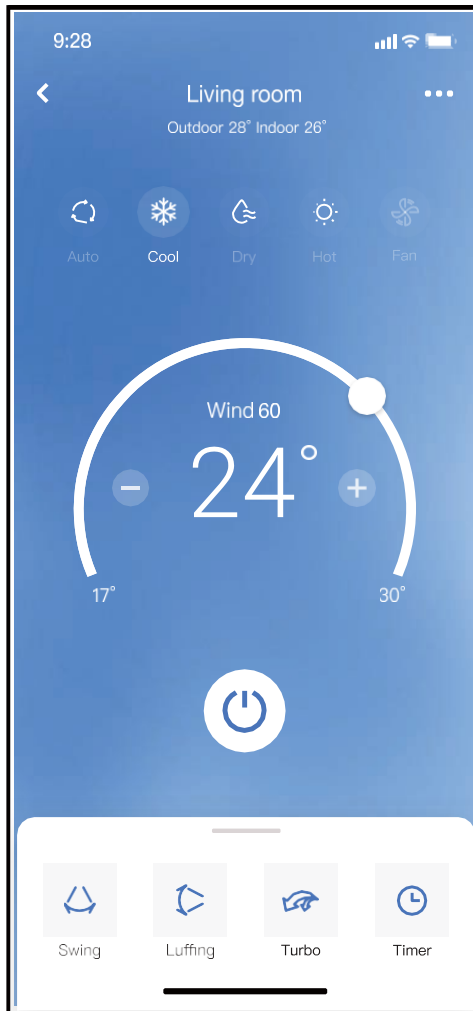 9:28
Living room
Outdoor 28° Indoor 26°
Auto Cool Dry Hot Fan
Wind 60
24°
17° 30°
Swing Luffing Turbo Timer